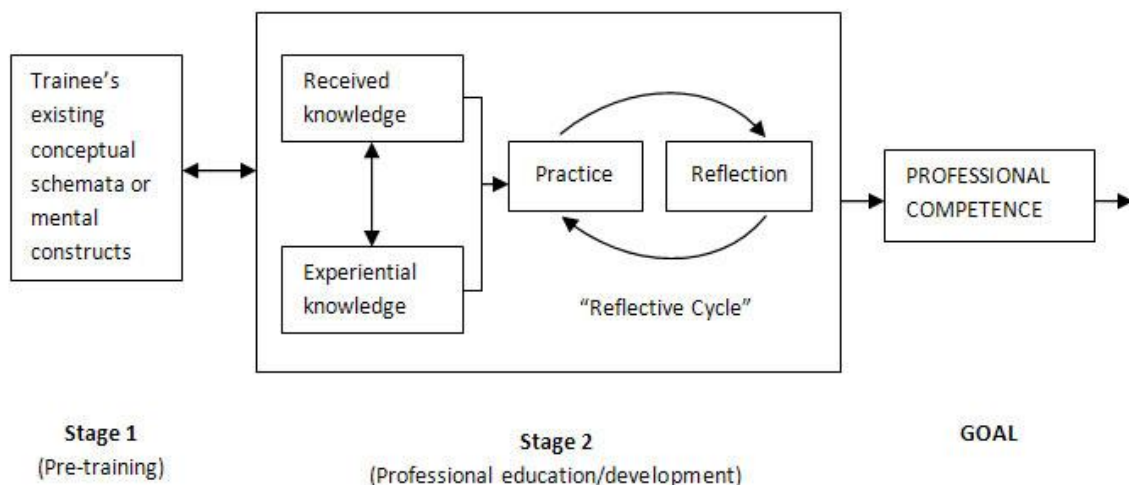 Trainee’s
existing
conceptual
schemata or
mental
constructs
Received
knowledge
Experiential
knowledge
Practice
Reflection
“Reflective Cycle”
PROFESSIONAL
COMPETENCE
Stage 1
(Pre-training)
Stage 2
(Professional education/development)
GOAL